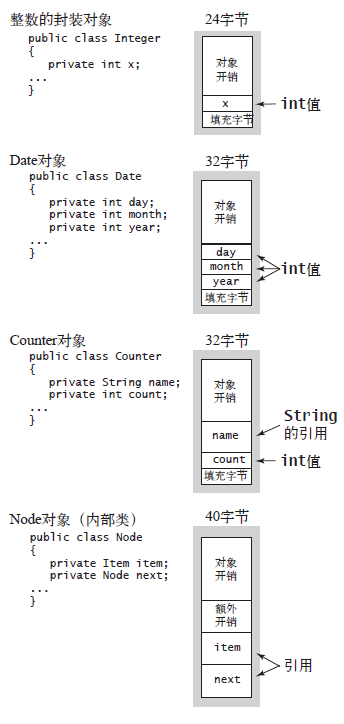 整数的封装对象
24字节
public class Integer
{
private int x;
...
}
对象
开销
x
填充字节
int值
Date对象
32字节
public class Date
{
private int day;
private int month;
private int year;
...
}
对象
开销
day
month
year
填充字节
int值
Counter对象
32字节
public class Counter
{
private String name;
private int count;
...
}
对象
开销
name
count
填充字节
String
的引用
int值
Node对象（内部类）
40字节
public class Node
{
private Item item;
private Node next;
...
}
对象
开销
额外
开销
item
next
引用